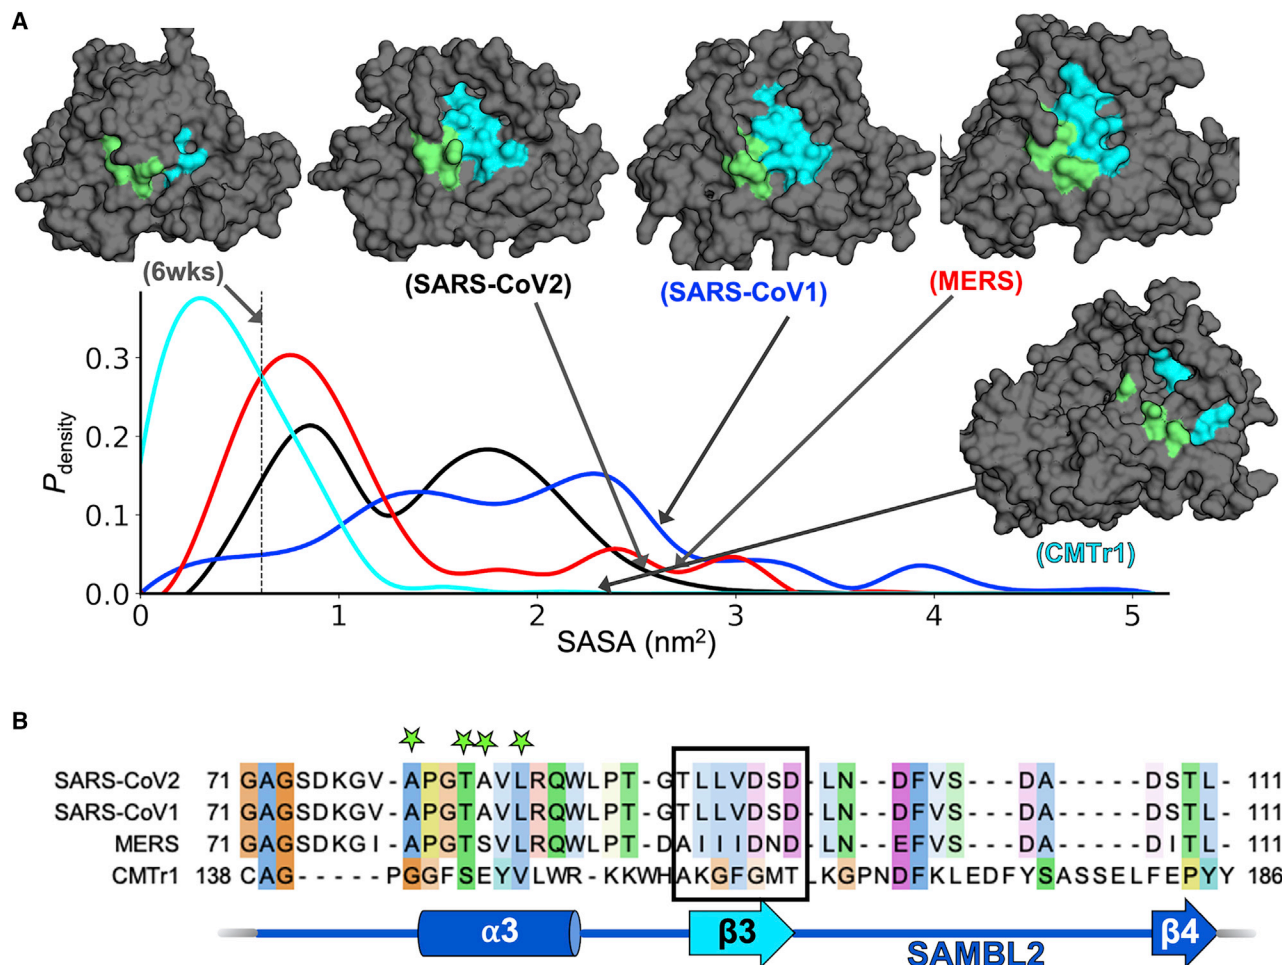 A
(6wks)
(SARS-CoV2)
(SARS-CoV1)
(MERS)
(CMTr1)
0.3
0.2
0.1
0.0
Pdensity
0 1 2 3 4 5
SASA (nm²)
B
SARS-CoV2 71 GAGSDKGV-APGTAVLRQWLPT-GTLLVDSD-LN--DFVS---DA-----DSTL- 111
SARS-CoV1 71 GAGSDKGV-APGTAVLRQWLPT-GTLLVDSD-LN--DFVS---DA-----DSTL- 111
MERS 71 GAGSDKGI-APGTSVLRQWLPT-DAIIIDND-LN--EFVS---DA-----DITL- 111
CMTr1 138 CAG-----PGGFSEYVLWR-KKWHAKGFGMTLKGPNDFKLEDFYSASSELFEPYY 186
α3
β3
SAMBL2
β4